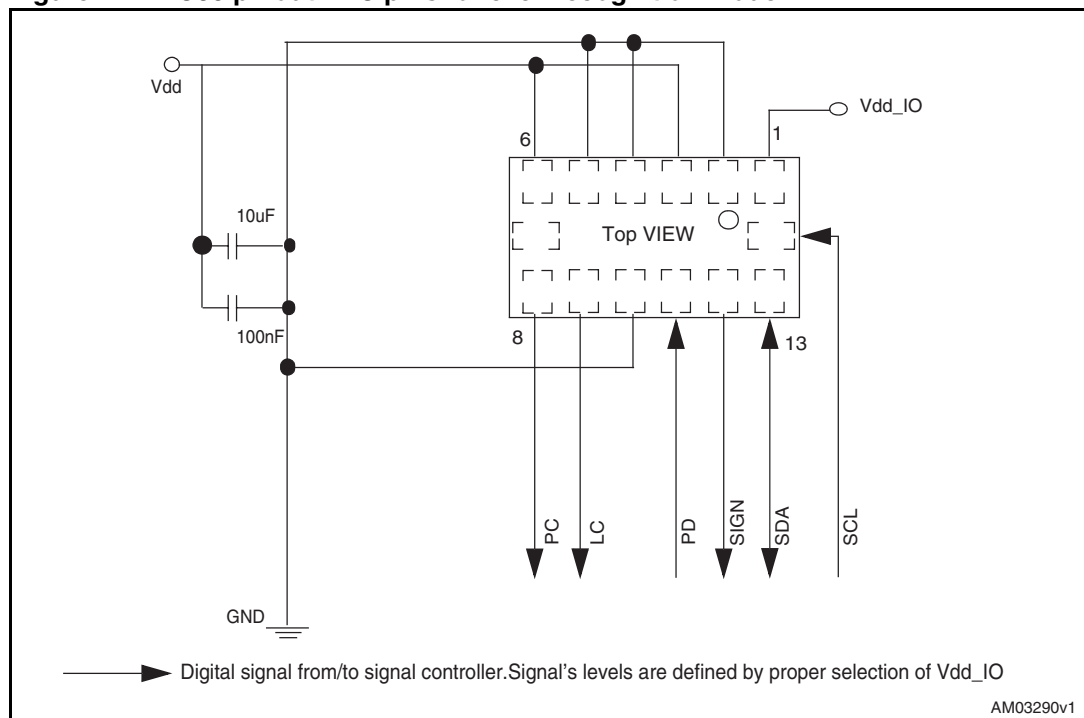 Vdd
Vdd_IO
6
1
10uF
Top VIEW
100nF
8
13
PC
LC
PD
SIGN
SDA
SCL
GND
Digital signal from/to signal controller.Signal's levels are defined by proper selection of Vdd_IO
AM03290v1